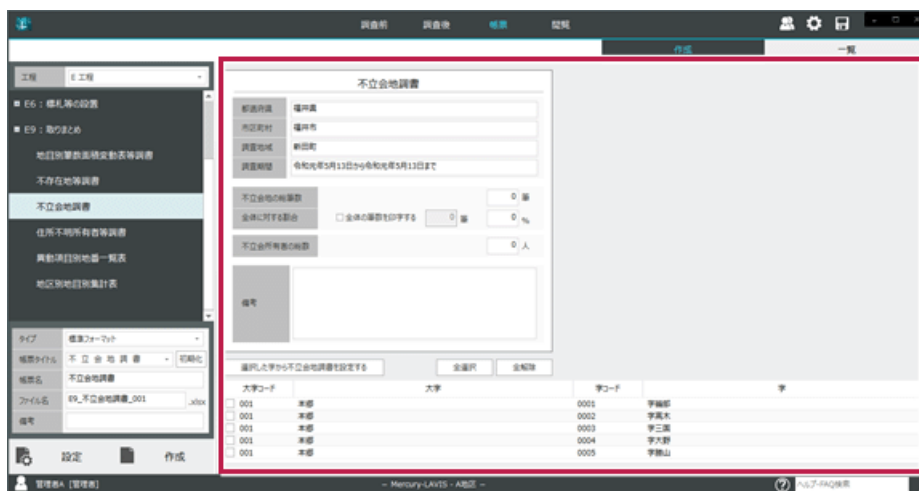 調査前 調査後 帳票 閲覧
作成 一覧
工程 E 工程
E6：標札等の設置
E9：取りまとめ
地目別筆数面積変動表等調書
不存在地等調書
不立会地調書
住所不明所有者等調書
異動項目別地番一覧表
地区別地目別集計表
タイプ 標準フォーマット
帳票タイトル 不 立 会 地 調 書 初期化
帳票名 不立会地調書
ファイル名 E9_不立会地調書_001 .xlsx
備考
設定 作成
不立会地調書
都道府県 福井県
市区町村 福井市
調査地域 新田町
調査期間 令和元年5月13日から令和元年5月13日まで
不立会地の総筆数 0 筆
全体に対する割合 全体の筆数を印字する 0 筆 0 %
不立会所有者の総数 0 人
備考
選択した字から不立会地調書を設定する 全選択 全解除
大字コード 大字 字コード 字
001 本郷 0001 字織部
001 本郷 0002 字高木
001 本郷 0003 字三国
001 本郷 0004 字大野
001 本郷 0005 字勝山
管理者A [管理者] － Mercury-LAVIS - A地区 － ヘルプ・FAQ検索